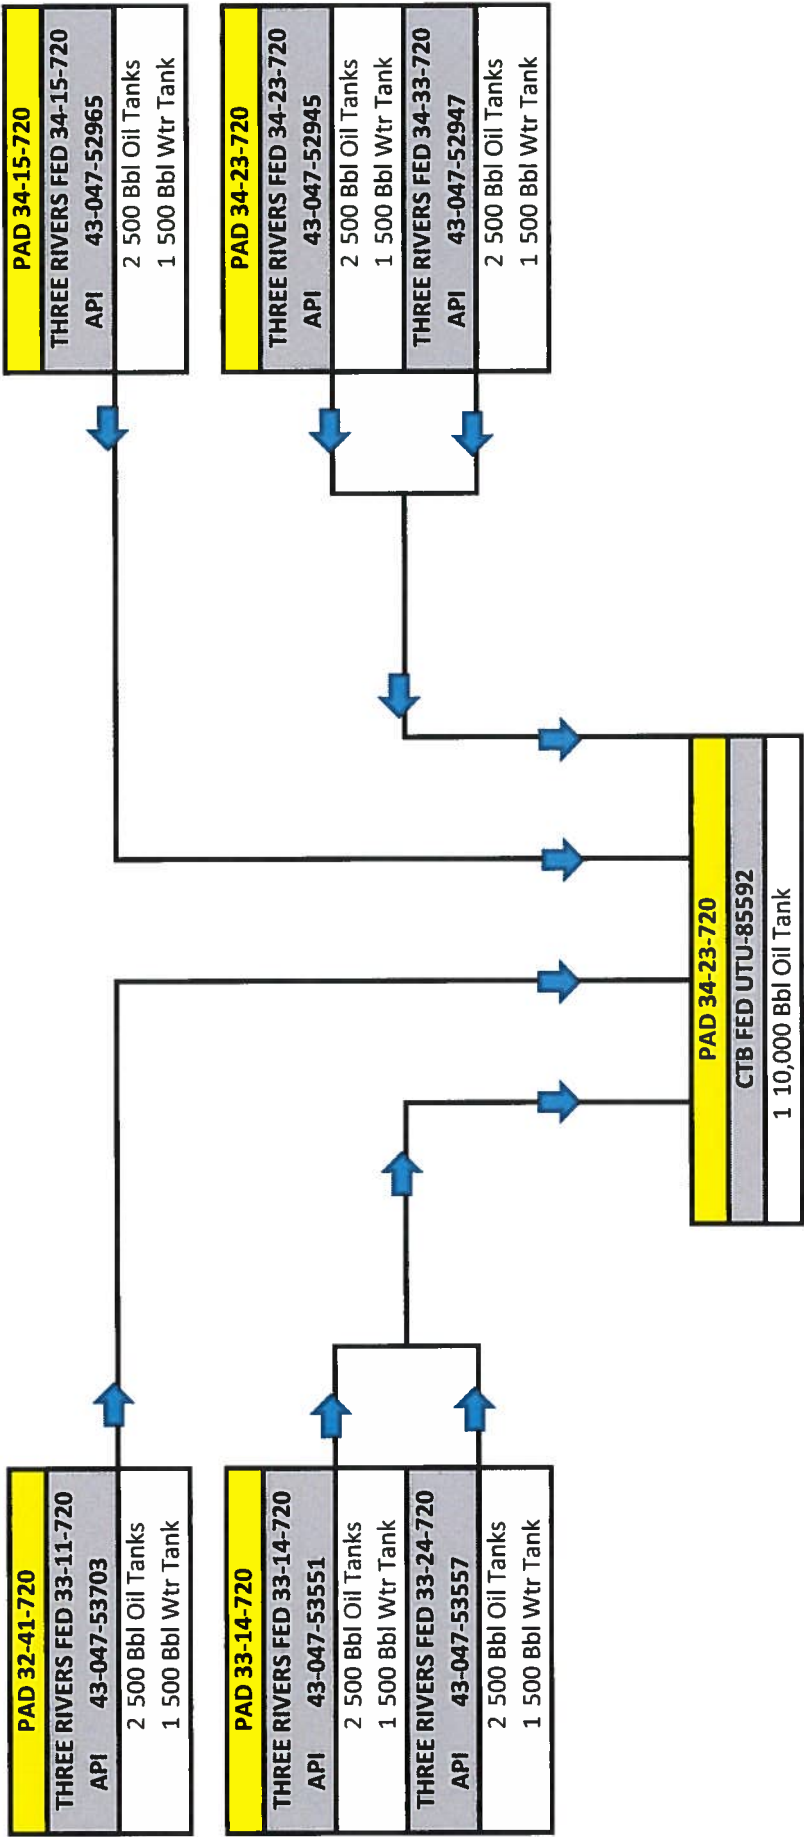 PAD 32-41-720
THREE RIVERS FED 33-11-720
API 43-047-53703
2 500 Bbl Oil Tanks
1 500 Bbl Wtr Tank
PAD 33-14-720
THREE RIVERS FED 33-14-720
API 43-047-53551
2 500 Bbl Oil Tanks
1 500 Bbl Wtr Tank
THREE RIVERS FED 33-24-720
API 43-047-53557
2 500 Bbl Oil Tanks
1 500 Bbl Wtr Tank
PAD 34-15-720
THREE RIVERS FED 34-15-720
API 43-047-52965
2 500 Bbl Oil Tanks
1 500 Bbl Wtr Tank
PAD 34-23-720
THREE RIVERS FED 34-23-720
API 43-047-52945
2 500 Bbl Oil Tanks
1 500 Bbl Wtr Tank
THREE RIVERS FED 34-33-720
API 43-047-52947
2 500 Bbl Oil Tanks
1 500 Bbl Wtr Tank
PAD 34-23-720
CTB FED UTU-85592
1 10,000 Bbl Oil Tank